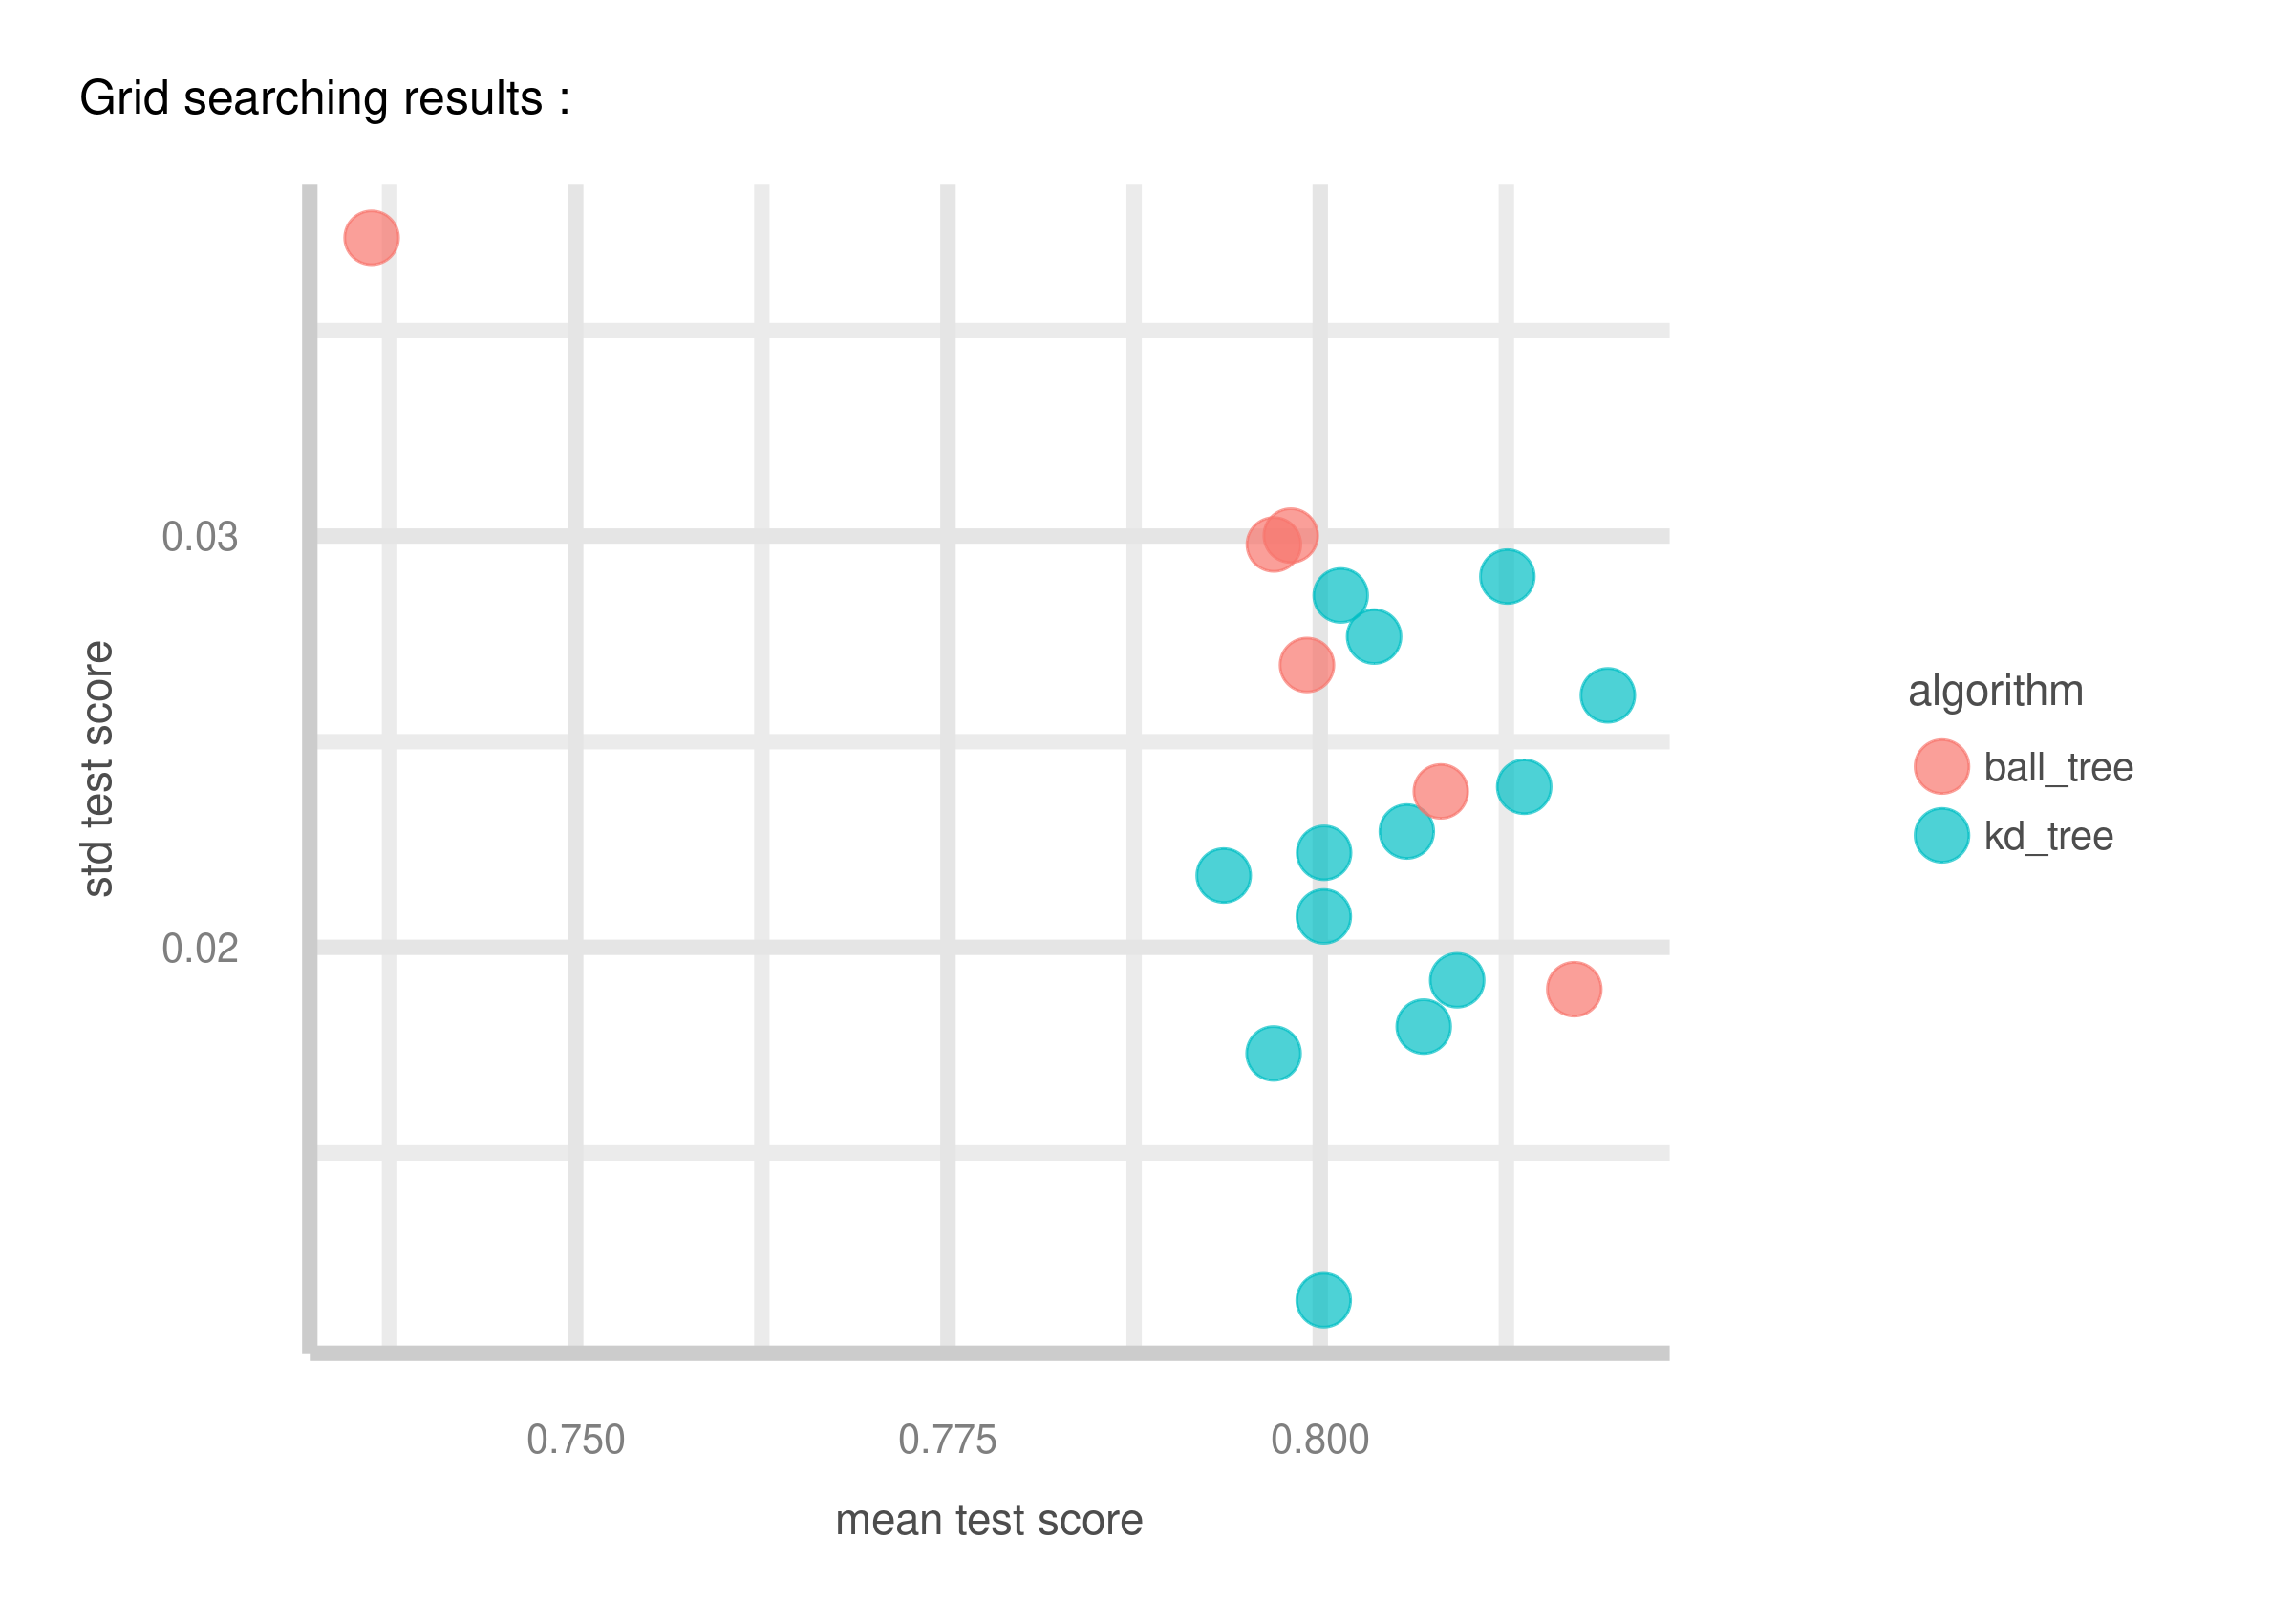 Grid searching results :
0.03
0.02
std test score
0.750 0.775 0.800
mean test score
algorithm
ball_tree
kd_tree